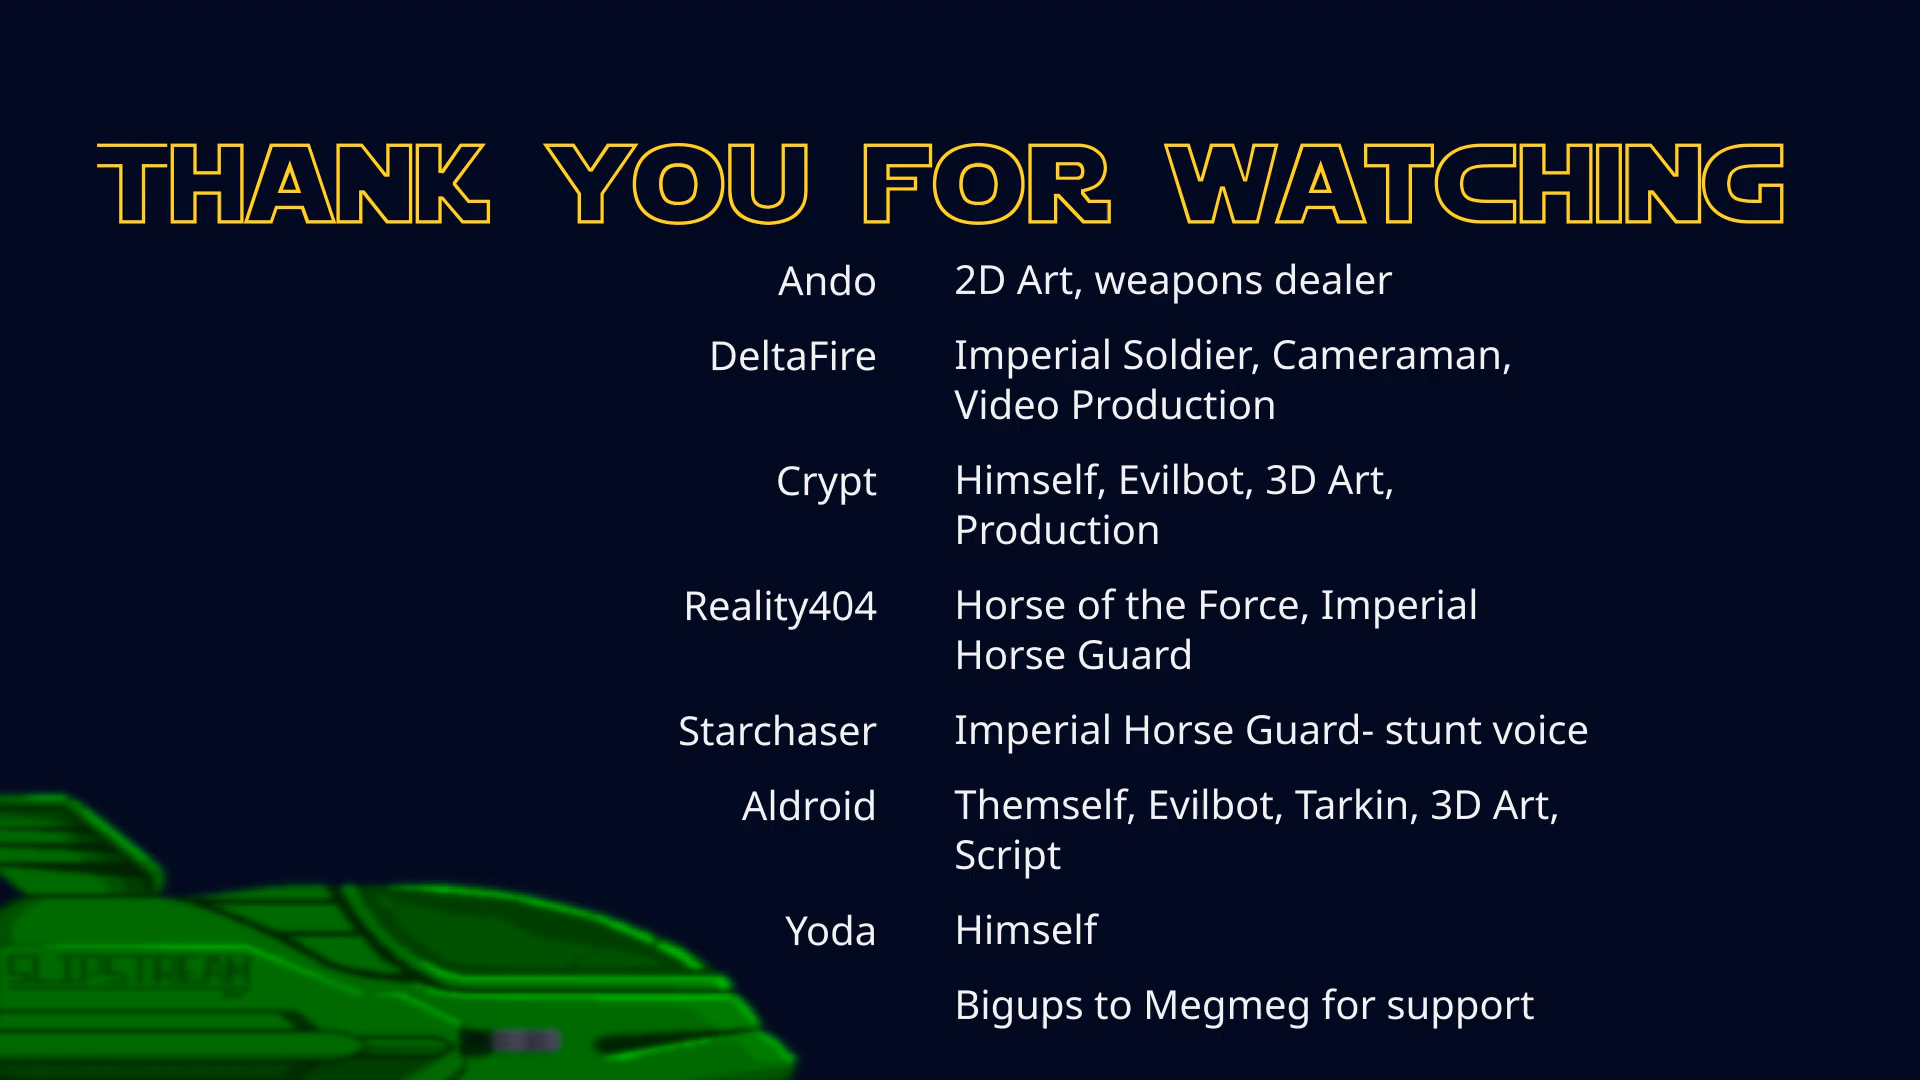 THANK YOU FOR WATCHING
Ando 2D Art, weapons dealer
DeltaFire Imperial Soldier, Cameraman,
Video Production
Crypt Himself, Evilbot, 3D Art,
Production
Reality404 Horse of the Force, Imperial
Horse Guard
Starchaser Imperial Horse Guard- stunt voice
Aldroid Themself, Evilbot, Tarkin, 3D Art,
Script
Yoda Himself
Bigups to Megmeg for support
SLIPSTREAM